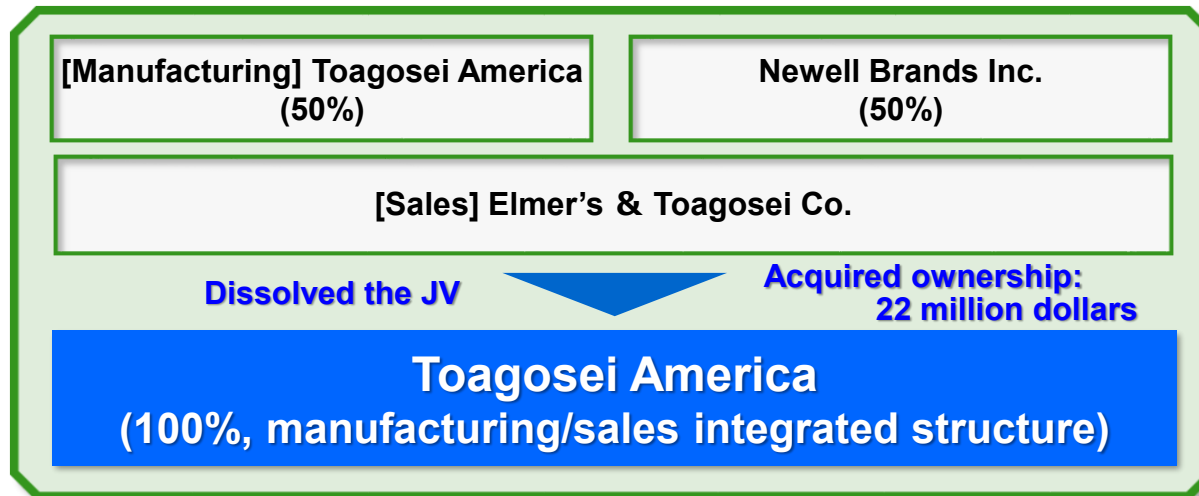 [Manufacturing] Toagosei America
(50%)
Newell Brands Inc.
(50%)
[Sales] Elmer’s & Toagosei Co.
Dissolved the JV
Acquired ownership:
22 million dollars
Toagosei America
(100%, manufacturing/sales integrated structure)